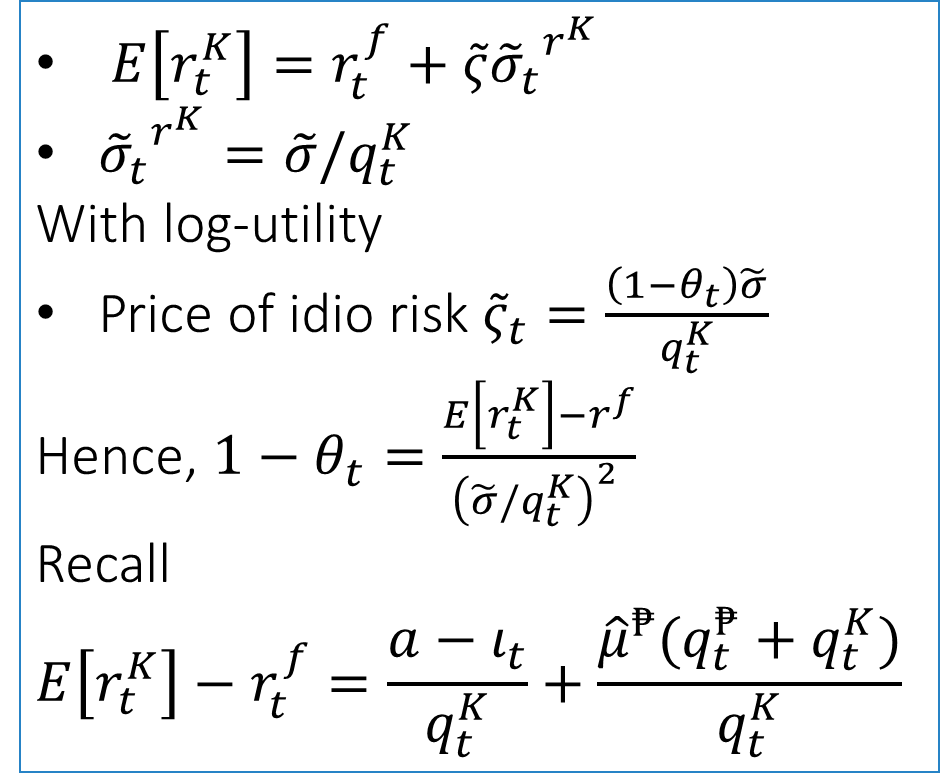 • E[r_t^K] = r_t^f + ς̃σ̃_t^{r^K}
• σ̃_t^{r^K} = σ̃/q_t^K
With log-utility
• Price of idio risk ς̃_t = (1−θ_t)σ̃ / q_t^K
Hence, 1 − θ_t = (E[r_t^K]−r^f) / (σ̃/q_t^K)^2
Recall
E[r_t^K] − r_t^f = (a − ι_t)/q_t^K + μ̂^₱(q_t^₱ + q_t^K)/q_t^K